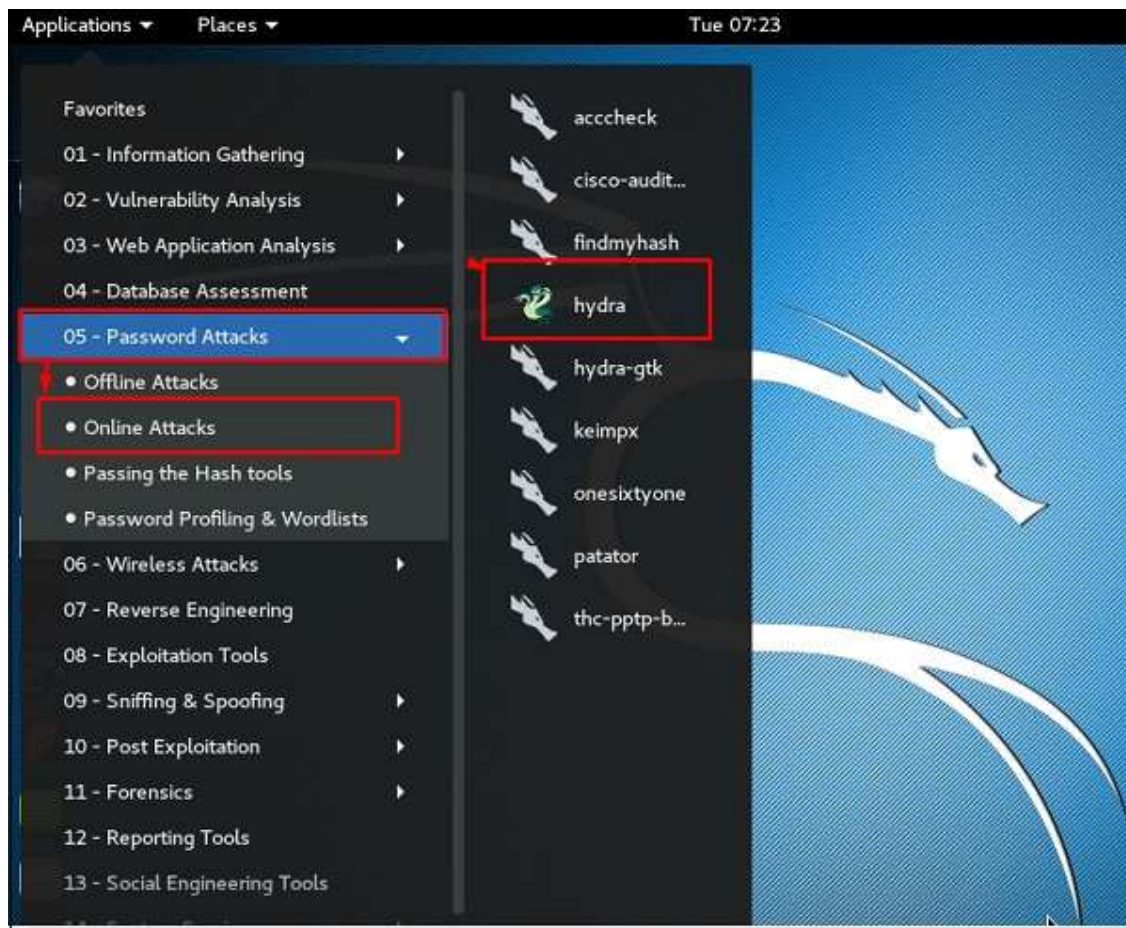 Applications Places Tue 07:23
Favorites
01 - Information Gathering
02 - Vulnerability Analysis
03 - Web Application Analysis
04 - Database Assessment
05 - Password Attacks
Offline Attacks
Online Attacks
Passing the Hash tools
Password Profiling & Wordlists
06 - Wireless Attacks
07 - Reverse Engineering
08 - Exploitation Tools
09 - Sniffing & Spoofing
10 - Post Exploitation
11 - Forensics
12 - Reporting Tools
13 - Social Engineering Tools
acccheck
cisco-audit...
findmyhash
hydra
hydra-gtk
keimpx
onesixtyone
patator
thc-pptp-b...